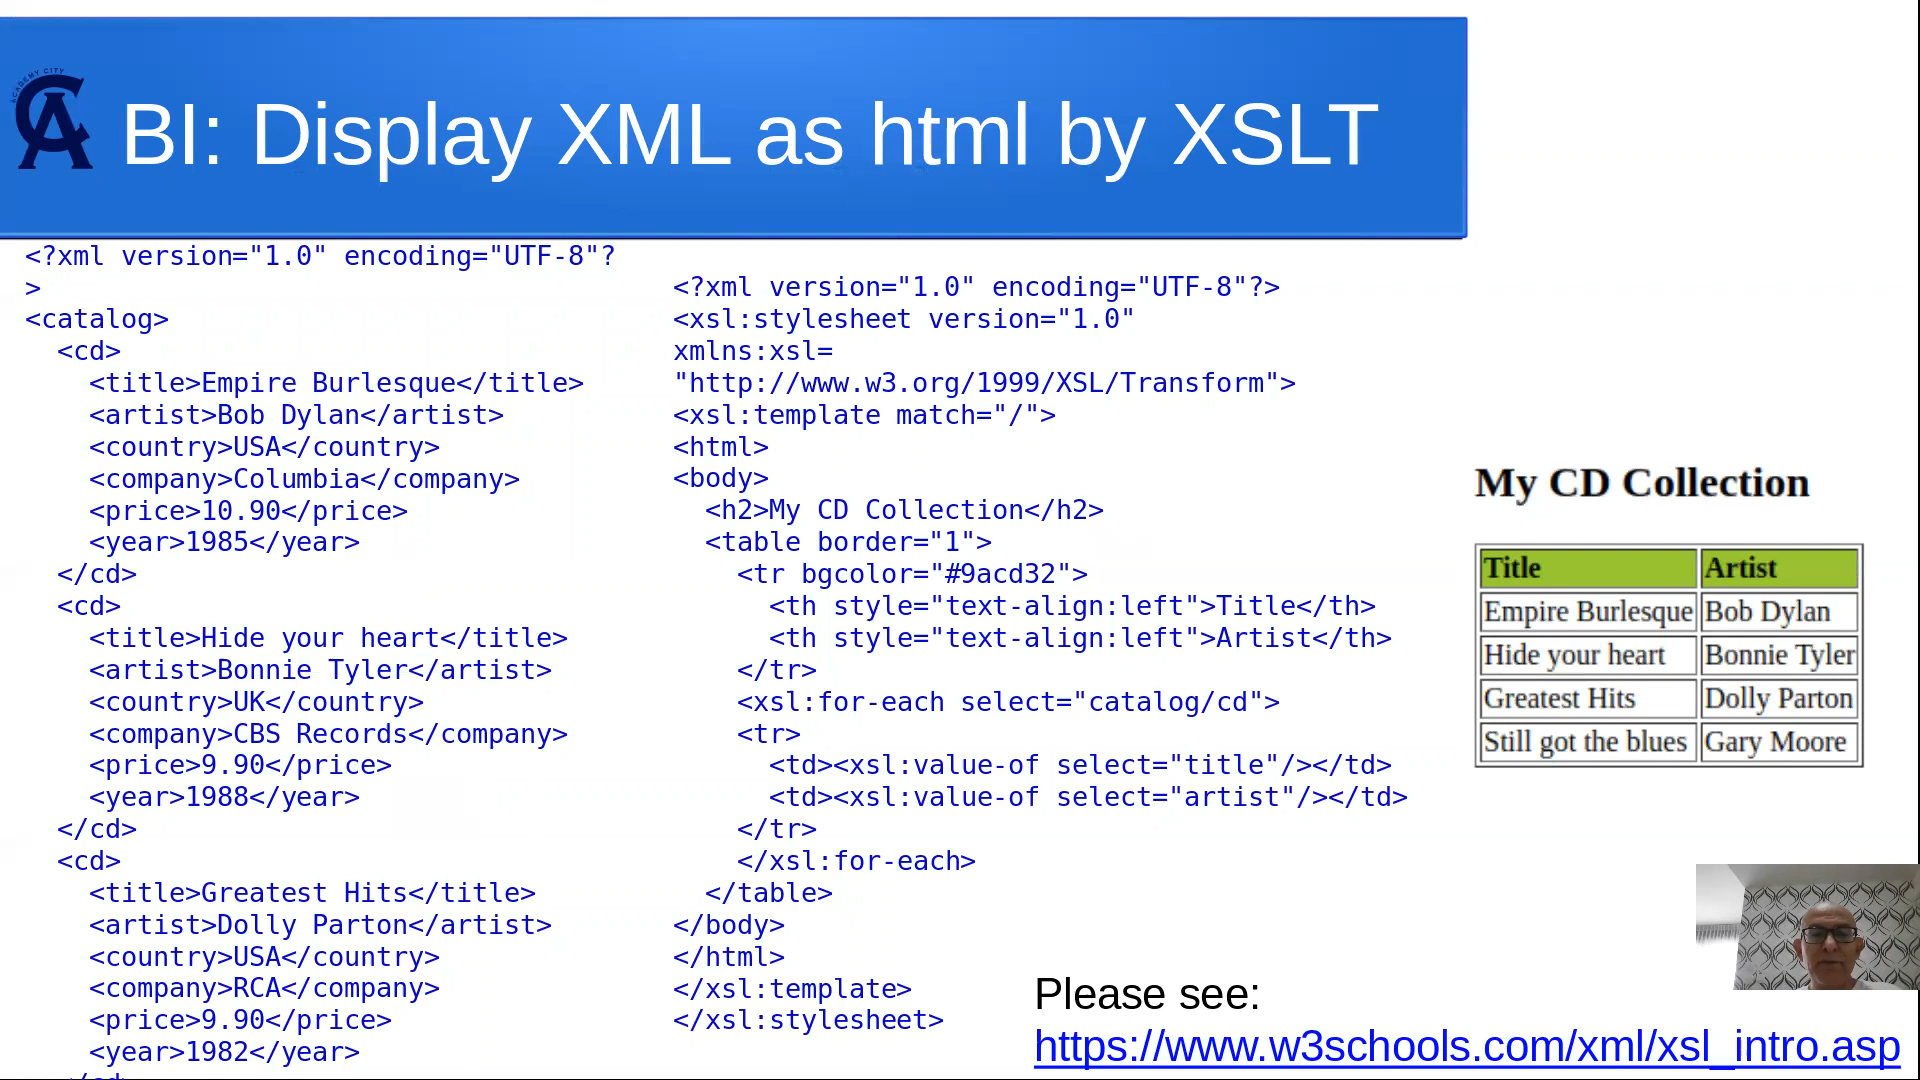 ACADEMY CITY
BI: Display XML as html by XSLT
<?xml version="1.0" encoding="UTF-8"?
>
<catalog>
  <cd>
    <title>Empire Burlesque</title>
    <artist>Bob Dylan</artist>
    <country>USA</country>
    <company>Columbia</company>
    <price>10.90</price>
    <year>1985</year>
  </cd>
  <cd>
    <title>Hide your heart</title>
    <artist>Bonnie Tyler</artist>
    <country>UK</country>
    <company>CBS Records</company>
    <price>9.90</price>
    <year>1988</year>
  </cd>
  <cd>
    <title>Greatest Hits</title>
    <artist>Dolly Parton</artist>
    <country>USA</country>
    <company>RCA</company>
    <price>9.90</price>
    <year>1982</year>
<?xml version="1.0" encoding="UTF-8"?>
<xsl:stylesheet version="1.0"
xmlns:xsl=
"http://www.w3.org/1999/XSL/Transform">
<xsl:template match="/">
<html>
<body>
  <h2>My CD Collection</h2>
  <table border="1">
    <tr bgcolor="#9acd32">
      <th style="text-align:left">Title</th>
      <th style="text-align:left">Artist</th>
    </tr>
    <xsl:for-each select="catalog/cd">
    <tr>
      <td><xsl:value-of select="title"/></td>
      <td><xsl:value-of select="artist"/></td>
    </tr>
    </xsl:for-each>
  </table>
</body>
</html>
</xsl:template>
</xsl:stylesheet>
My CD Collection
Title Artist
Empire Burlesque Bob Dylan
Hide your heart Bonnie Tyler
Greatest Hits Dolly Parton
Still got the blues Gary Moore
Please see:
https://www.w3schools.com/xml/xsl_intro.asp